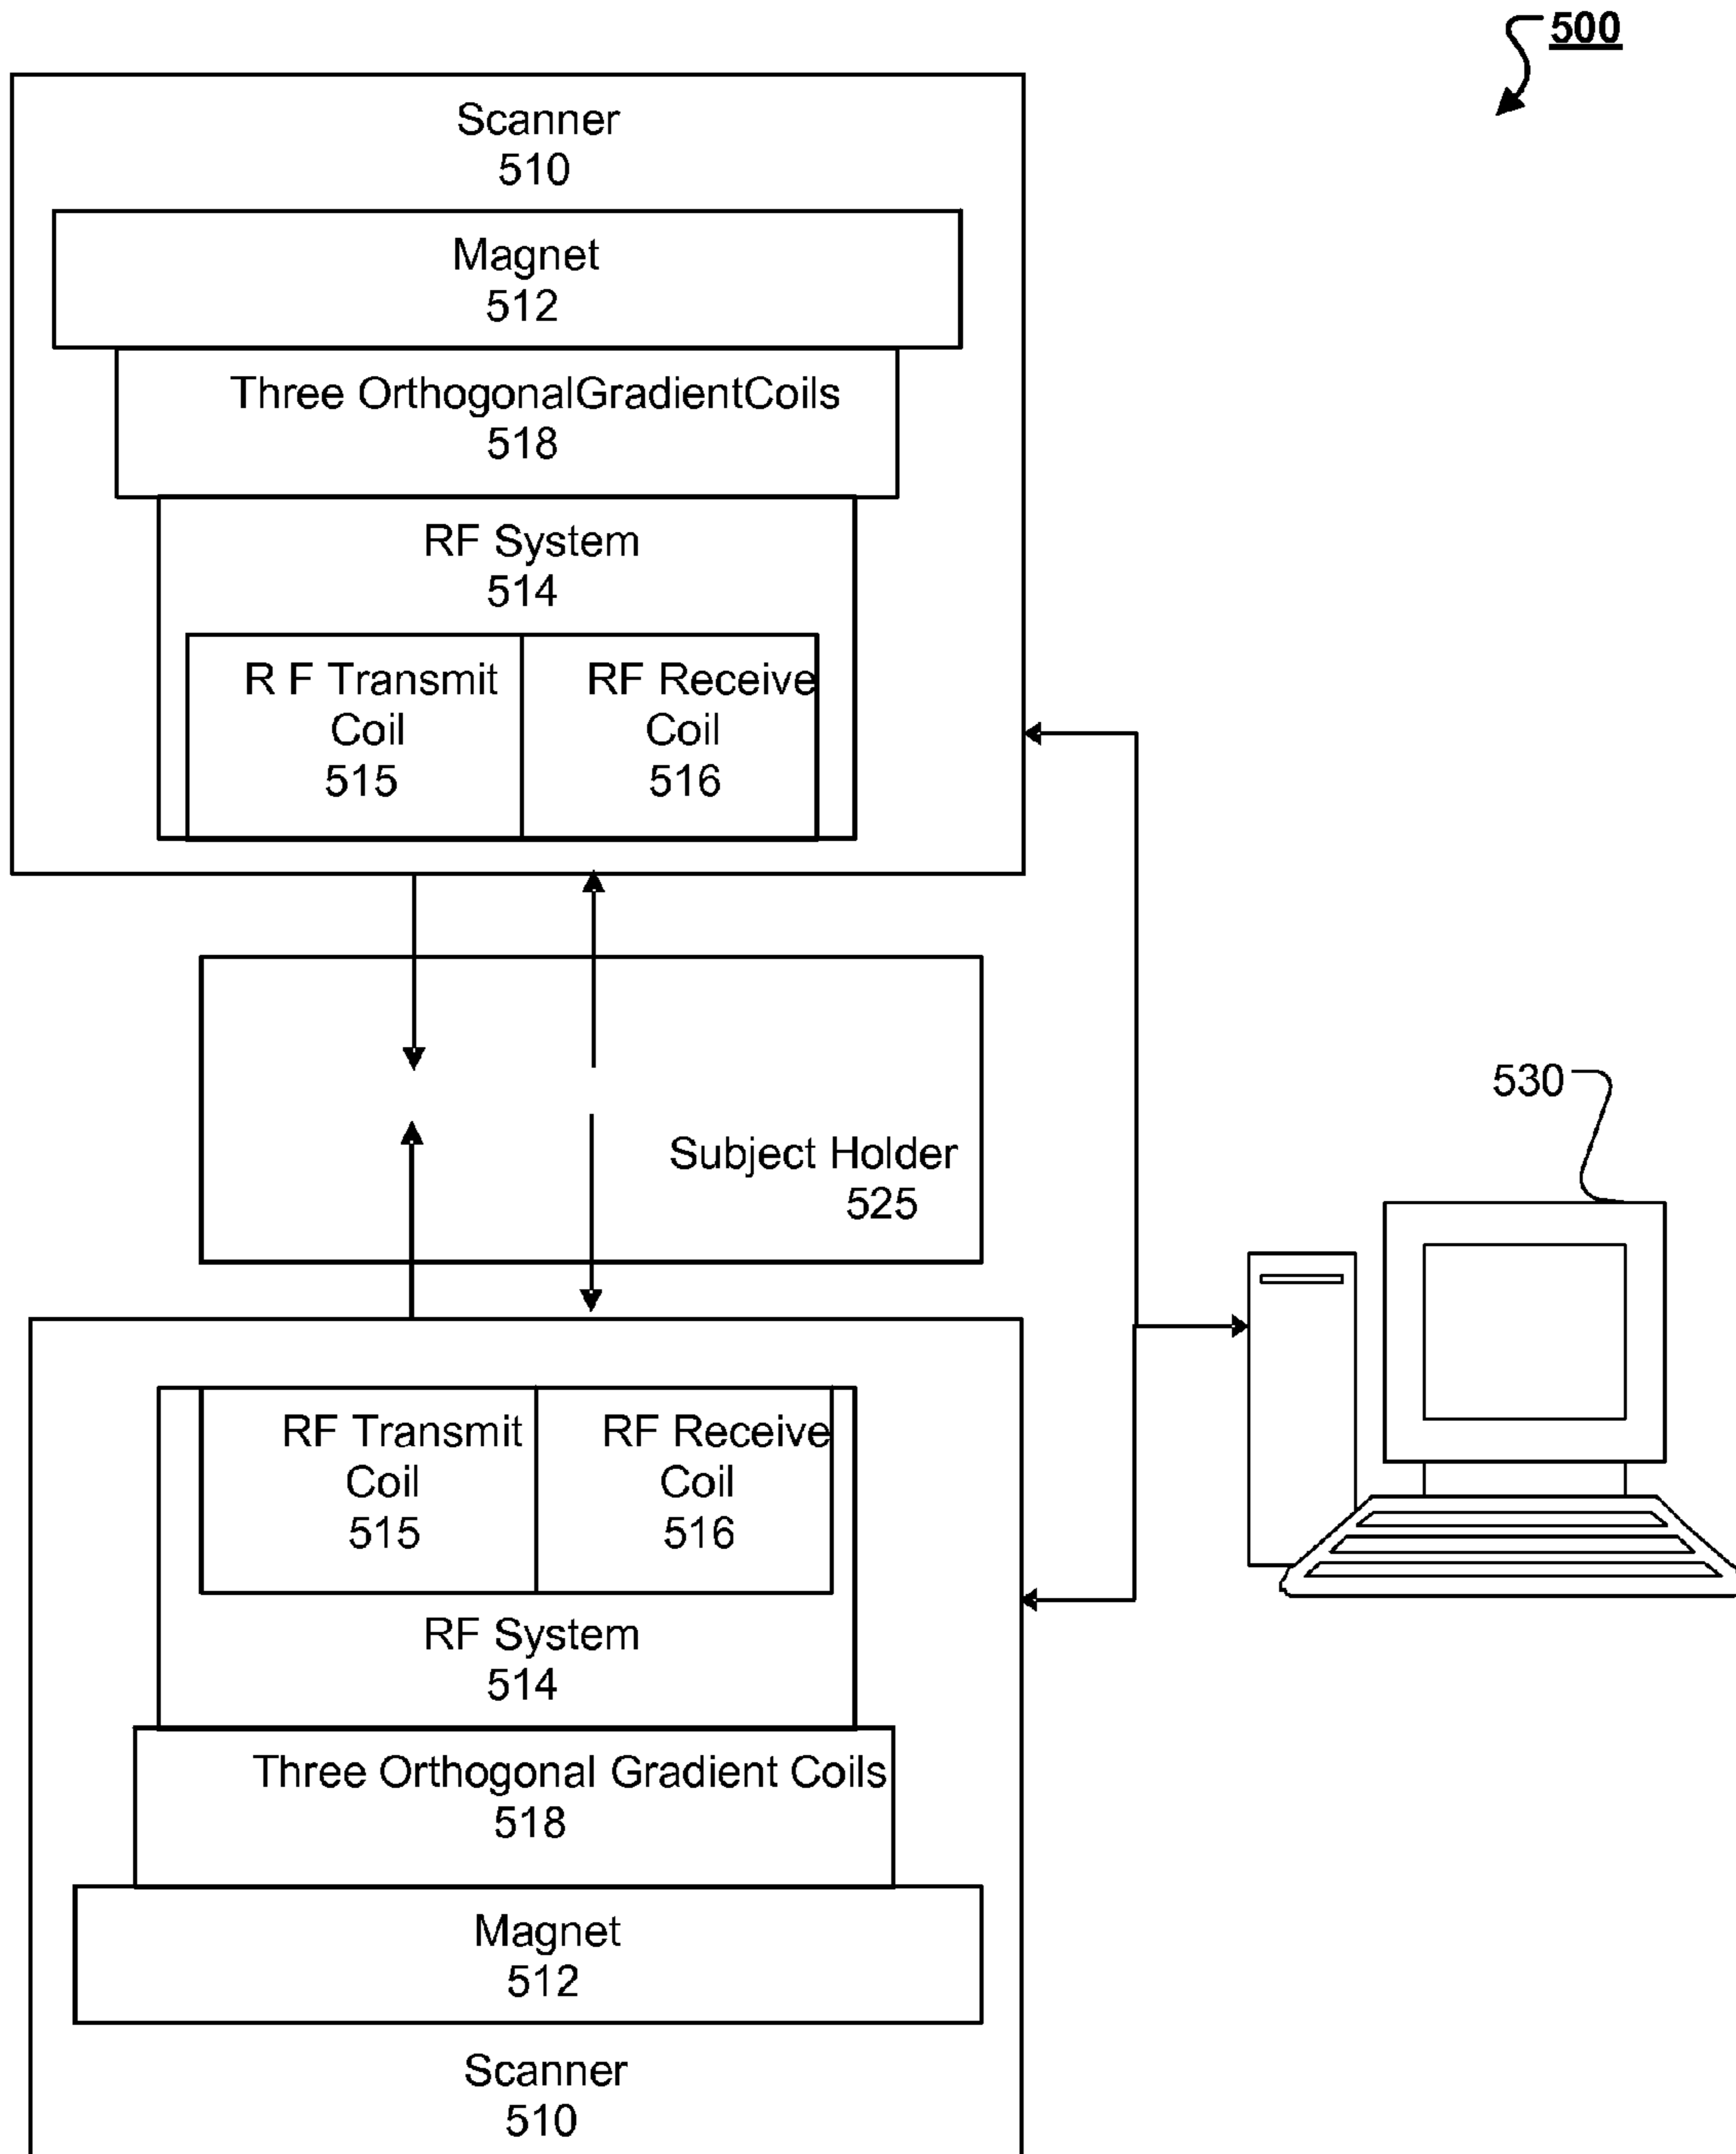 500
Scanner
510
Magnet
512
Three OrthogonalGradientCoils
518
RF System
514
R F Transmit
Coil
515
RF Receive
Coil
516
Subject Holder
525
530
RF Transmit
Coil
515
RF Receive
Coil
516
RF System
514
Three Orthogonal Gradient Coils
518
Magnet
512
Scanner
510